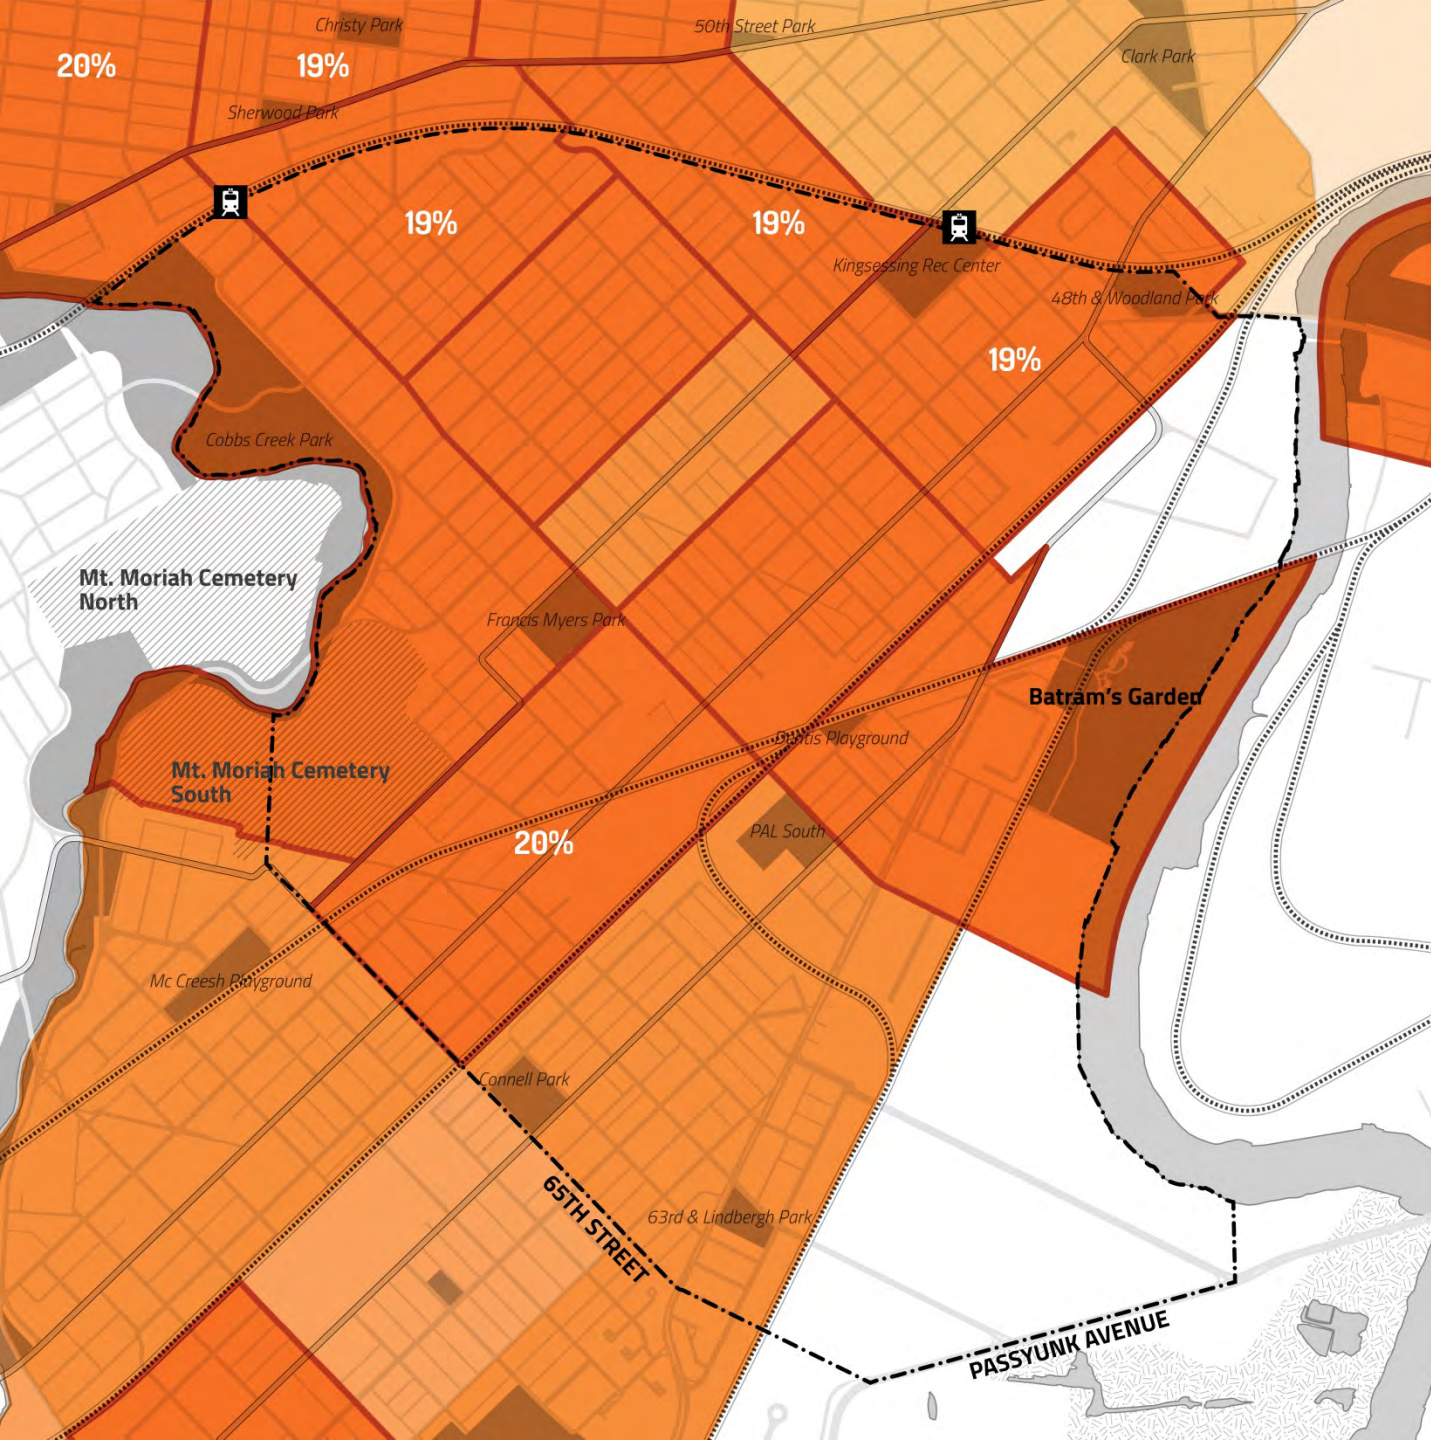 Christy Park
50th Street Park
Clark Park
20%
19%
Sherwood Park
19%
19%
Kingsessing Rec Center
48th & Woodland Park
19%
Cobbs Creek Park
Mt. Moriah Cemetery
North
Francis Myers Park
Batram's Garden
Dentis Playground
Mt. Moriah Cemetery
South
PAL South
20%
Mc Creesh Playground
Connell Park
65TH STREET
63rd & Lindbergh Park
PASSYUNK AVENUE